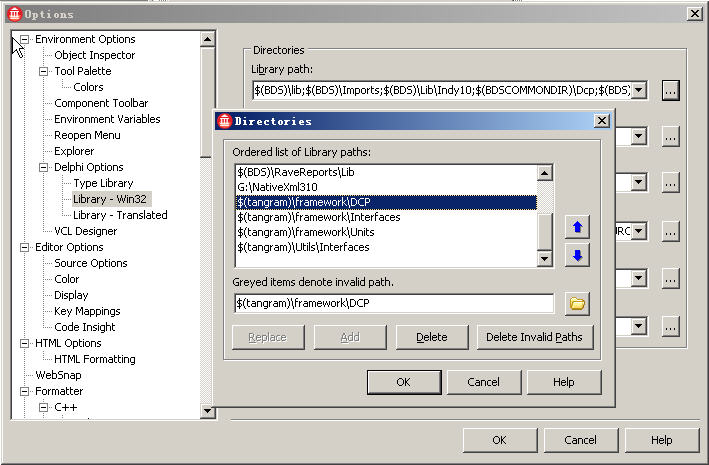 Options
Environment Options
Object Inspector
Tool Palette
Colors
Component Toolbar
Environment Variables
Reopen Menu
Explorer
Delphi Options
Type Library
Library - Win32
Library - Translated
VCL Designer
Editor Options
Source Options
Color
Display
Key Mappings
Code Insight
HTML Options
HTML Formatting
WebSnap
Formatter
C++
Directories
Library path:
$(BDS)\lib;$(BDS)\Imports;$(BDS)\Lib\Indy10;$(BDSCOMMONDIR)\Dcp;$(BDS)
...
...
...
URC
...
...
...
Directories
Ordered list of Library paths:
$(BDS)\RaveReports\Lib
G:\NativeXml310
$(tangram)\framework\DCP
$(tangram)\framework\Interfaces
$(tangram)\framework\Units
$(tangram)\Utils\Interfaces
Greyed items denote invalid path.
$(tangram)\framework\DCP
Replace Add Delete Delete Invalid Paths
OK Cancel Help
OK Cancel Help